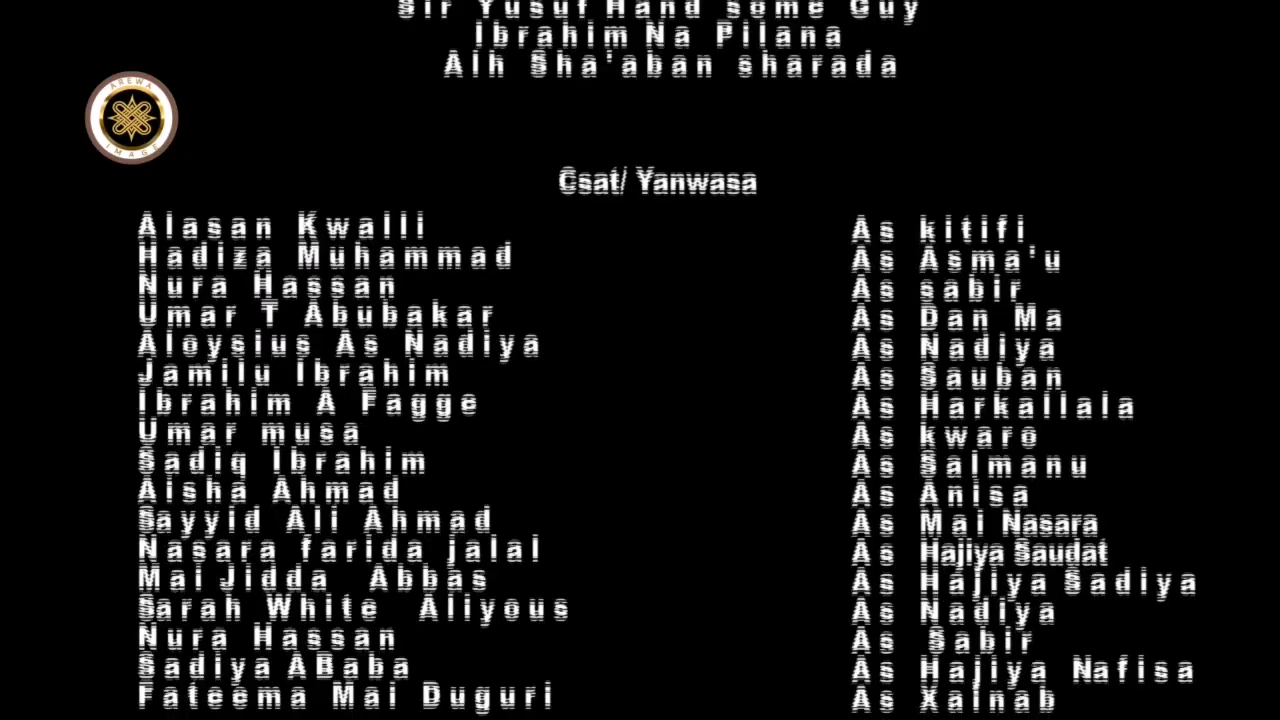 Sir Yusuf Hand some Guy
Ibrahim Na Pilana
Alh Sha'aban sharada
AREWA
IMAGE
Csat/ Yanwasa
Alasan Kwalli As kitifi
Hadiza Muhammad As Asma'u
Nura Hassan As sabir
Umar T Abubakar As Dan Ma
Aloysius As Nadiya As Nadiya
Jamilu Ibrahim As Sauban
Ibrahim A Fagge As Harkallala
Umar musa As kwaro
Sadiq Ibrahim As Salmanu
Aisha Ahmad As Anisa
Sayyid Ali Ahmad As Mai Nasara
Nasara farida jalal As Hajiya Saudat
Mai Jidda Abbas As Hajiya Sadiya
Sarah White Aliyous As Nadiya
Nura Hassan As Sabir
Sadiya ABaba As Hajiya Nafisa
Fateema Mai Duguri As Xainab